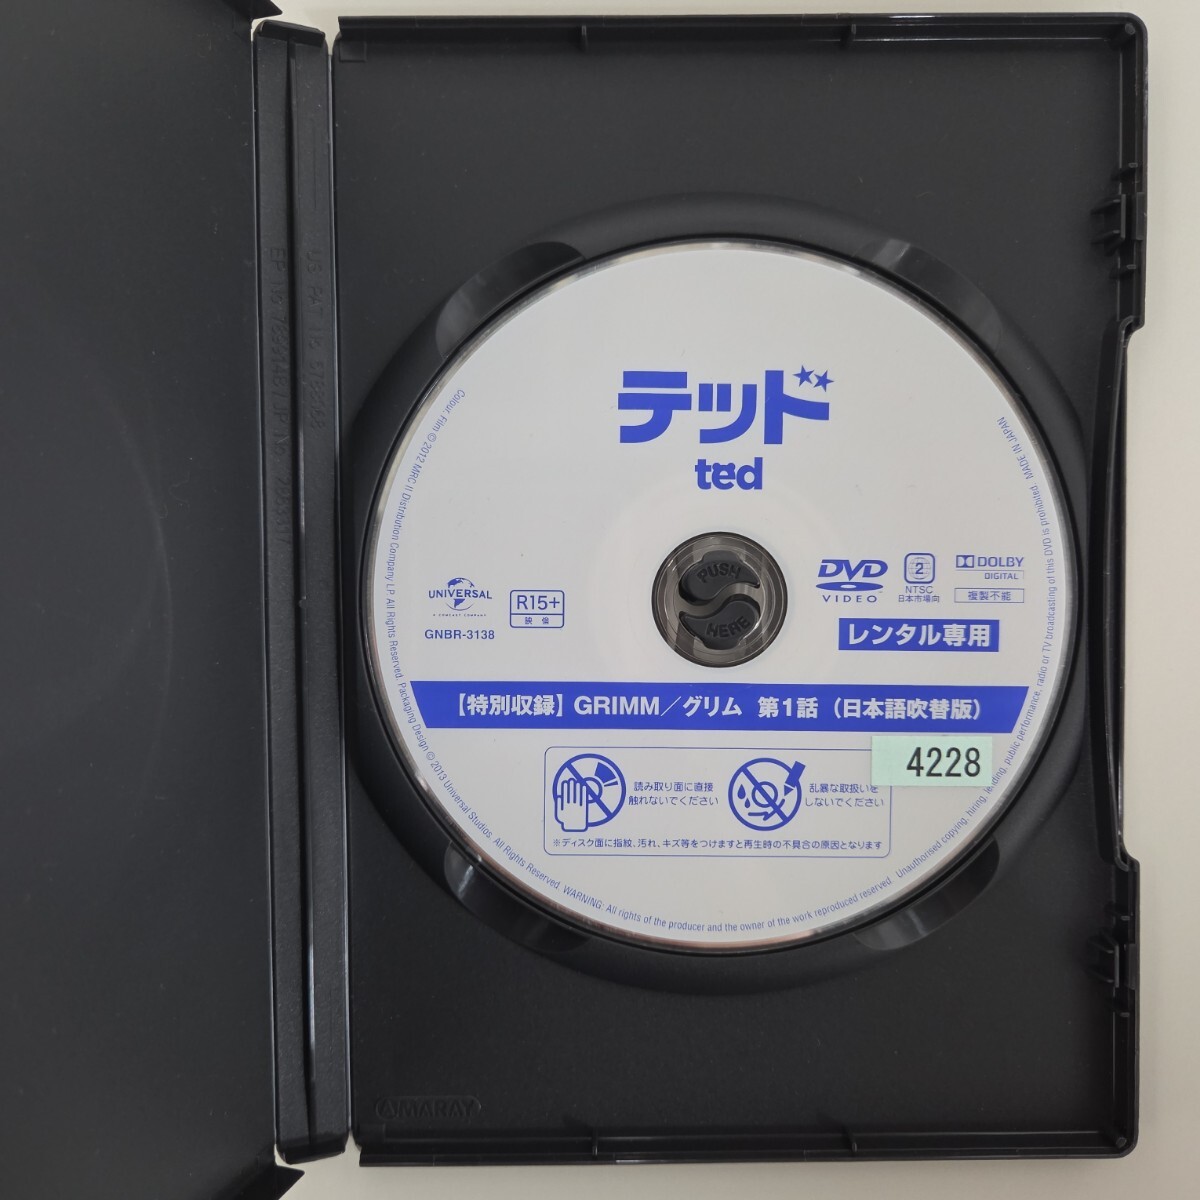 テッド
ted
UNIVERSAL
A COMCAST COMPANY
GNBR-3138
R15+
映倫
PUSH
HERE
DVD
VIDEO
2
NTSC
日本市場向
DOLBY
DIGITAL
複製不能
レンタル専用
【特別収録】GRIMM／グリム 第1話（日本語吹替版）
4228
読み取り面に直接
触れないでください
乱暴な取扱いを
しないでください
※ディスク面に指紋、汚れ、キズ等をつけますと再生時の不具合の原因となります
Colour. Film © 2012 MRC II Distribution Company LP. All Rights Reserved. Packaging Design © 2013 Universal Studios. All Rights Reserved. WARNING: All rights of the producer and the owner of the work reproduced reserved. Unauthorised copying, hiring, lending, public performance, radio or TV broadcasting of this DVD is prohibited. MADE IN JAPAN
AMARAY